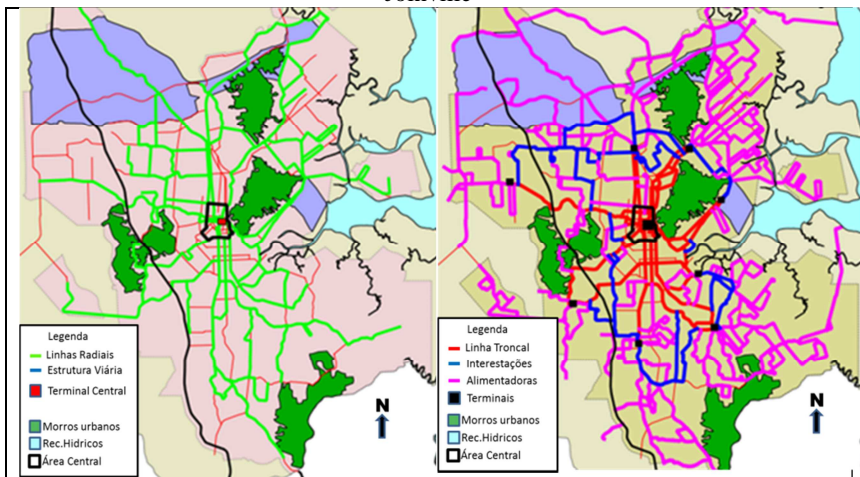 Joinville
Legenda
Linhas Radiais
Estrutura Viária
Terminal Central
Morros urbanos
Rec.Hidricos
Área Central
N
Legenda
Linha Troncal
Interestações
Alimentadoras
Terminais
Morros urbanos
Rec.Hidricos
Área Central
N